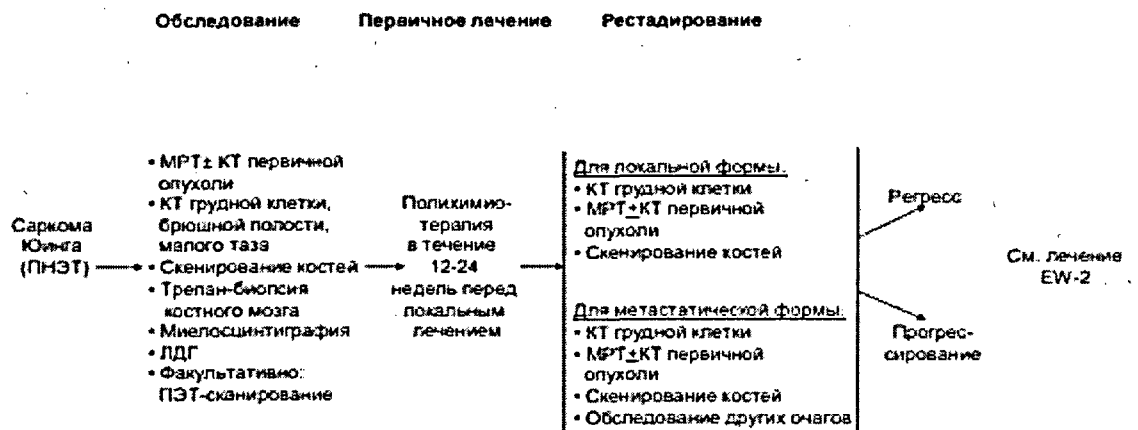 Обследование
Первичное лечение
Рестадирование
Саркома
Юинга
(ПНЭТ)
• МРТ± КТ первичной
опухоли
• КТ грудной клетки,
брюшной полости,
малого таза
• Скенирование костей
• Трепан-биопсия
костного мозга
• Миелосцинтиграфия
• ЛДГ
• Факультативно:
ПЭТ-сканирование
Полихимио-
терапия
в течение
12-24
недель перед
локальным
лечением
Для локальной формы:
• КТ грудной клетки
• МРТ±КТ первичной
опухоли
• Скенирование костей
Для метастатической формы:
• КТ грудной клетки
• МРТ±КТ первичной
опухоли
• Скенирование костей
• Обследование других очагов
Регресс
Прогрес-
сирование
См. лечение
EW-2